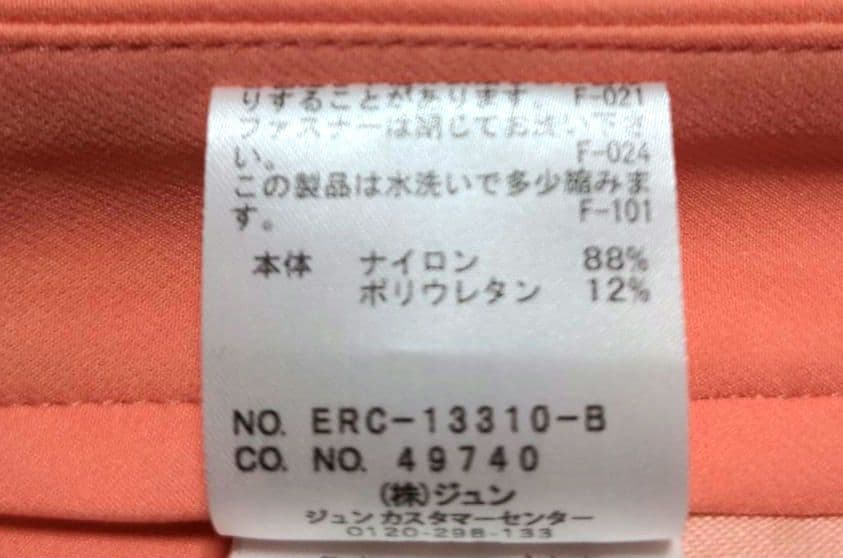 りすることがあります。 F-021
ファスナーは閉じてお洗い下さ
い。 F-024
この製品は水洗いで多少縮みま
す。 F-101
本体 ナイロン 88%
ポリウレタン 12%
NO. ERC-13310-B
CO. NO. 49740
(株)ジュン
ジュンカスタマーセンター
0120-298-133